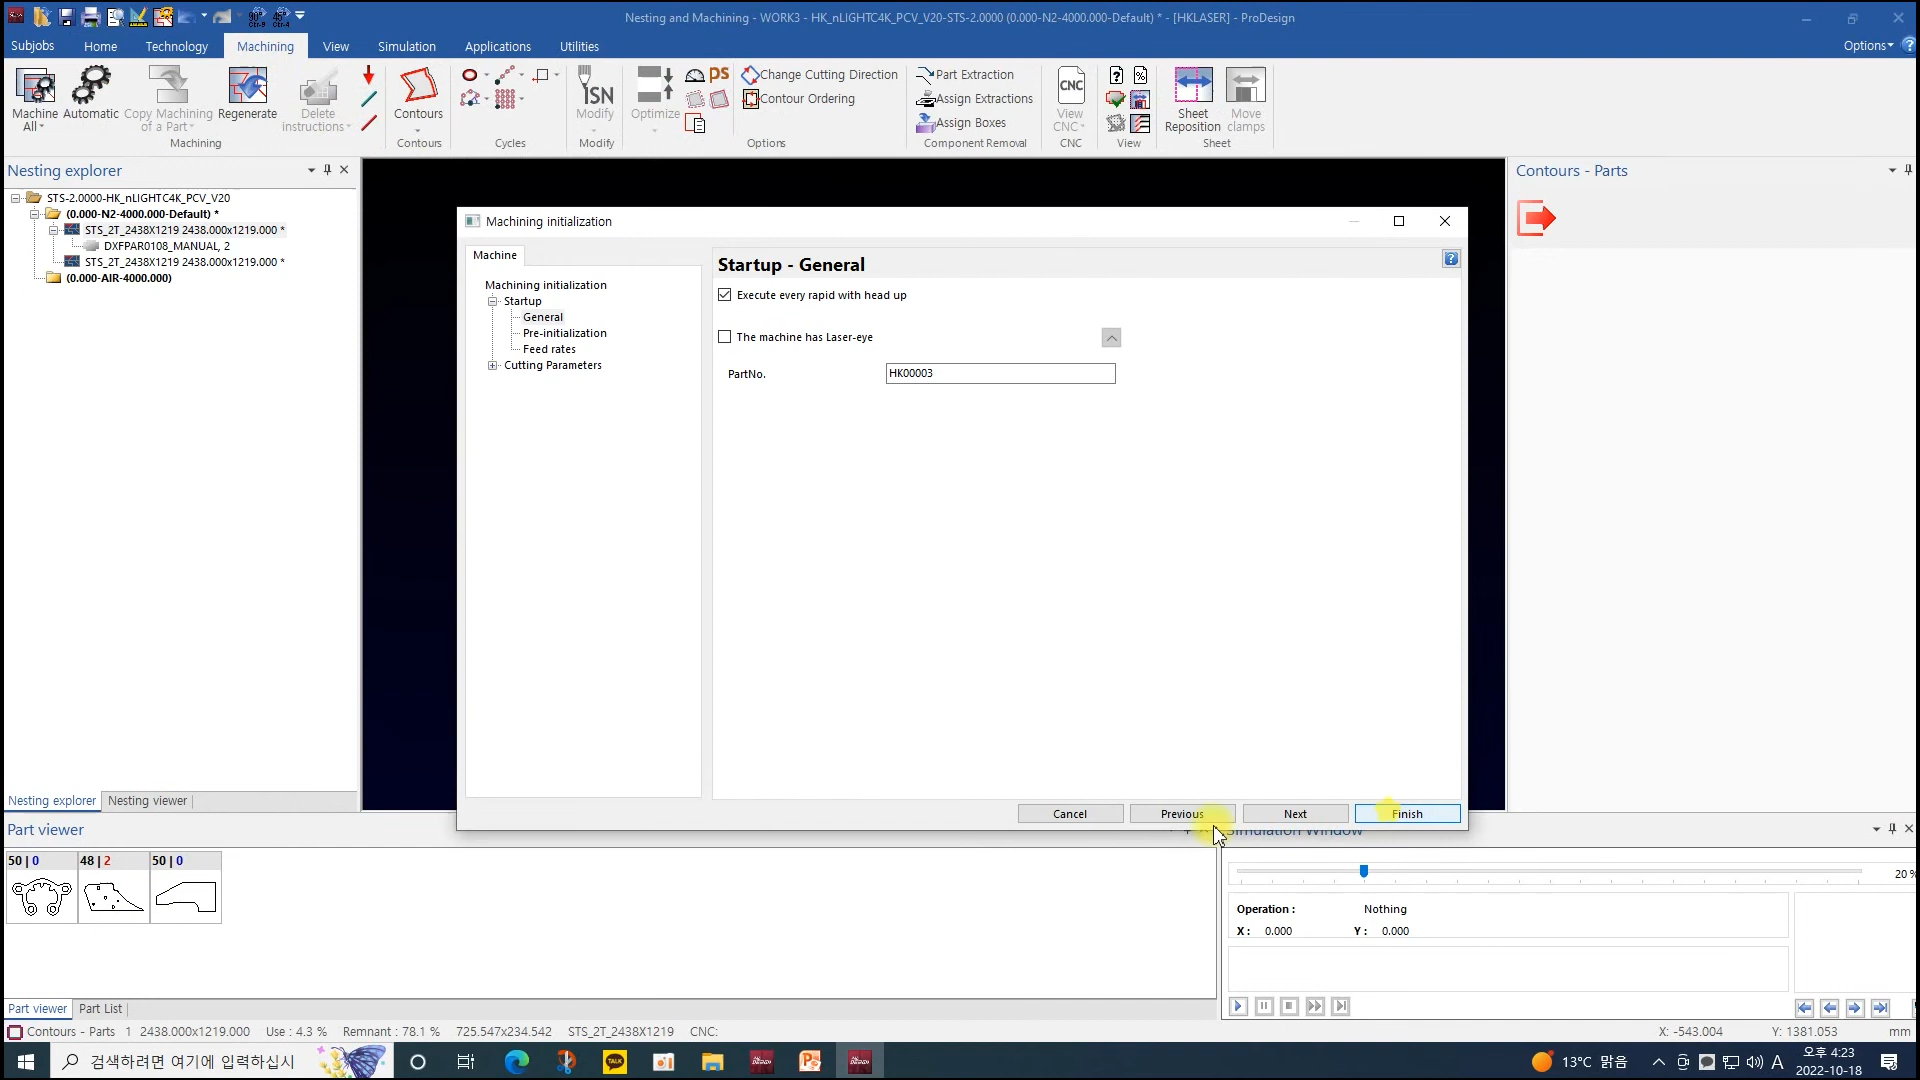 Nesting and Machining - WORK3 - HK_nLIGHTC4K_PCV_V20-STS-2.0000 (0.000-N2-4000.000-Default) * - [HKLASER] - ProDesign
Subjobs Home Technology Machining View Simulation Applications Utilities Options
Machine All Automatic Copy Machining of a Part Regenerate Delete instructions Contours
Modify Optimize PS
Change Cutting Direction
Contour Ordering
Part Extraction
Assign Extractions
Assign Boxes
CNC
View CNC
Sheet Reposition
Move clamps
Machining Contours Cycles Modify Options Component Removal CNC View Sheet
Nesting explorer
STS-2.0000-HK_nLIGHTC4K_PCV_V20
(0.000-N2-4000.000-Default) *
STS_2T_2438X1219 2438.000x1219.000 *
DXFPAR0108_MANUAL, 2
STS_2T_2438X1219 2438.000x1219.000 *
(0.000-AIR-4000.000)
Contours - Parts
Machining initialization
Machine
Machining initialization
Startup
General
Pre-initialization
Feed rates
Cutting Parameters
Startup - General
Execute every rapid with head up
The machine has Laser-eye
PartNo. HK00003
Cancel Previous Next Finish
Nesting explorer Nesting viewer
Part viewer
50 | 0 48 | 2 50 | 0
Simulation Window
20 %
Operation : Nothing
X : 0.000 Y : 0.000
Part viewer Part List
Contours - Parts 1 2438.000x1219.000 Use : 4.3 % Remnant : 78.1 % 725.547x234.542 STS_2T_2438X1219 CNC: X: -543.004 Y: 1381.053 mm
검색하려면 여기에 입력하십시
TALK
13°C 맑음
A
오후 4:23
2022-10-18